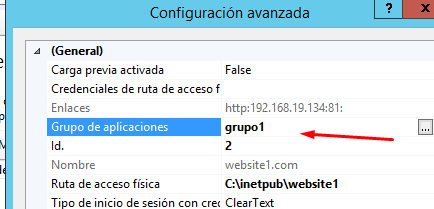 Configuración avanzada
?
x
(General)
Carga previa activada False
Credenciales de ruta de acceso f
Enlaces http:192.168.19.134:81:
Grupo de aplicaciones grupo1 ...
Id. 2
Nombre website1.com
Ruta de acceso física C:\inetpub\website1
Tipo de inicio de sesión con crec ClearText